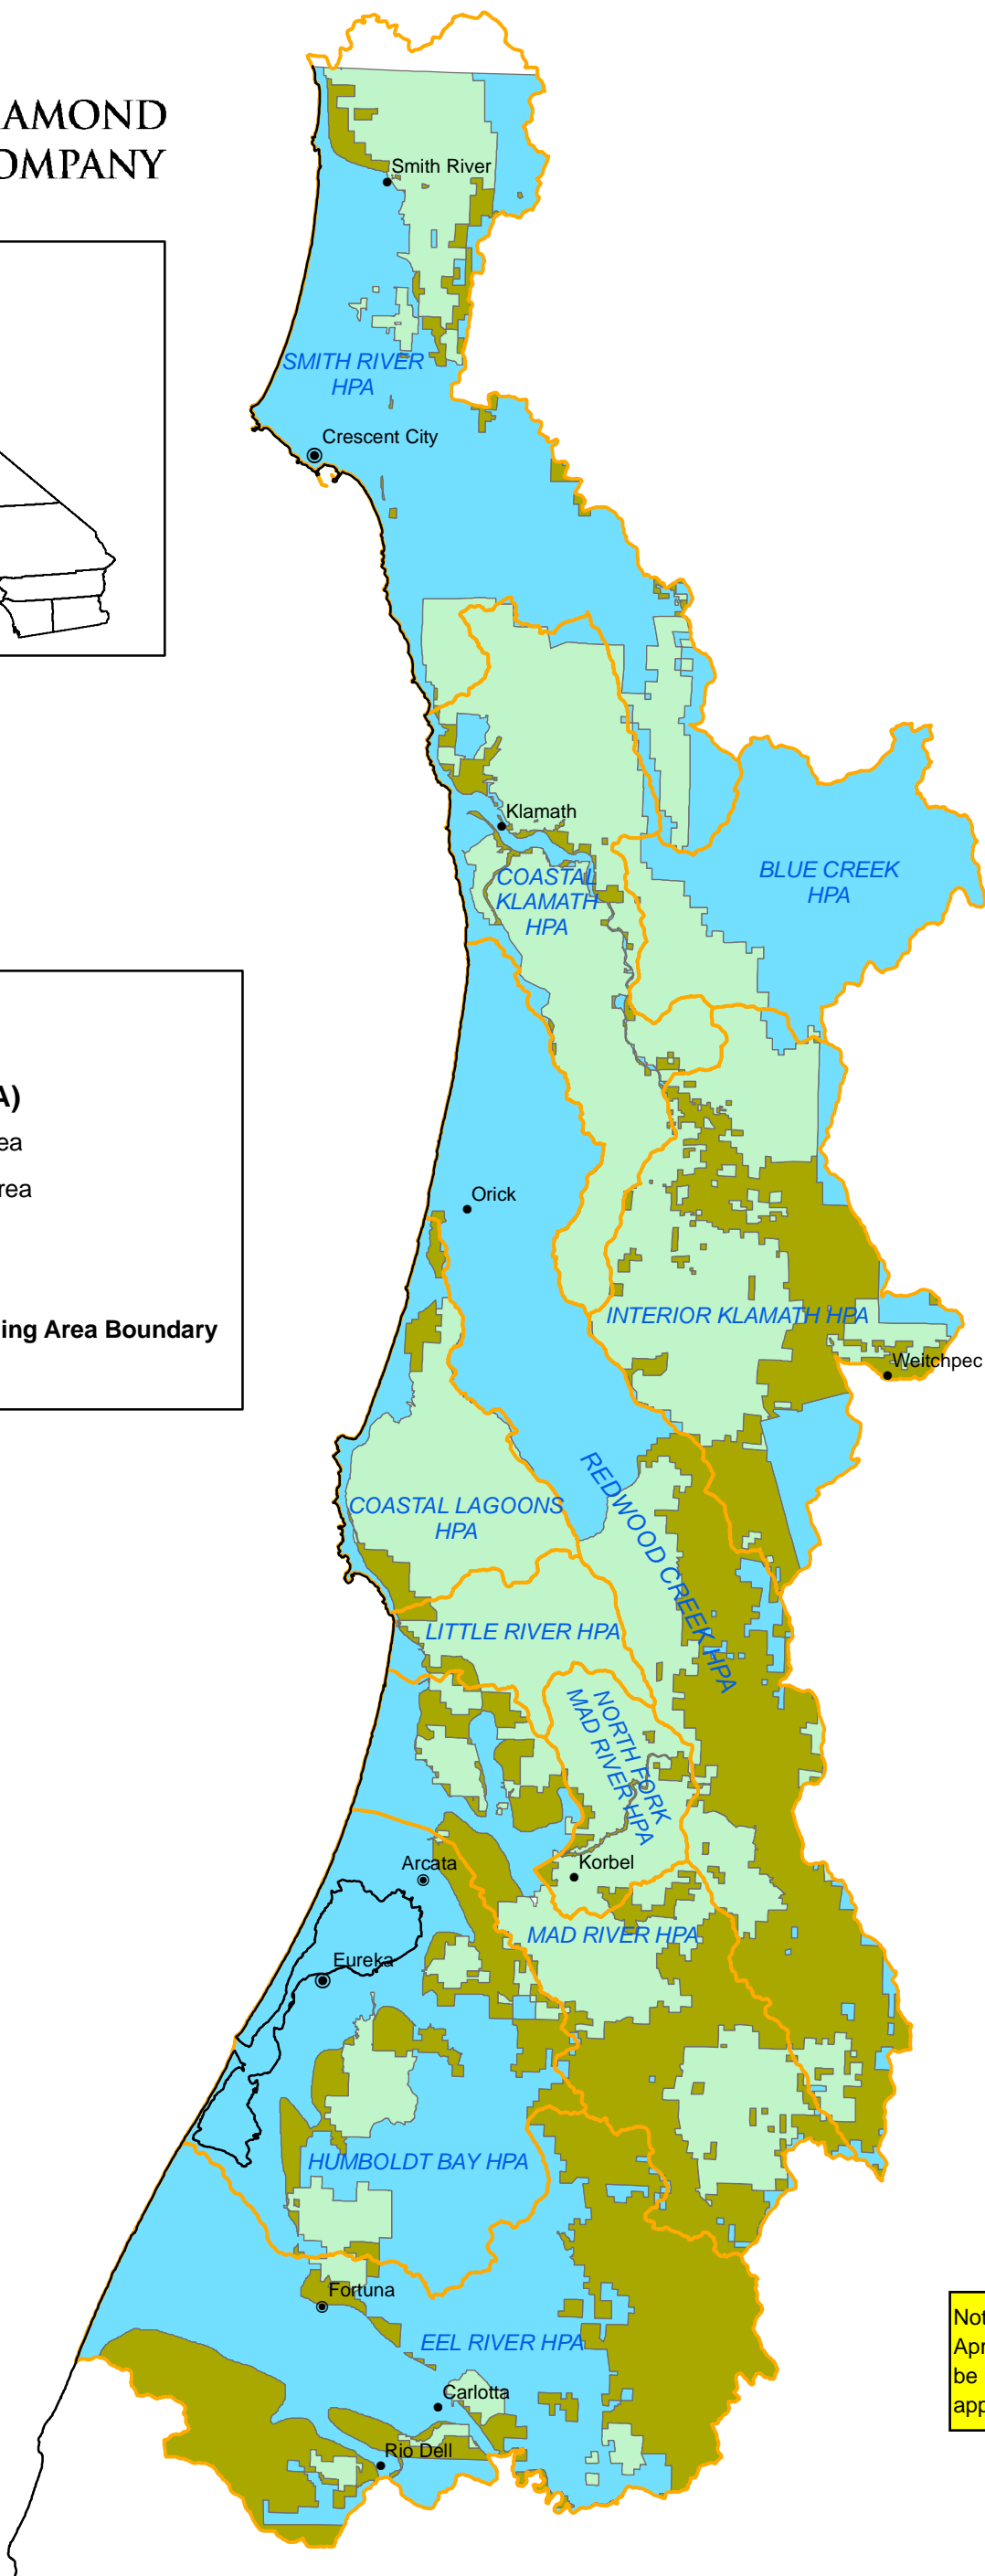 AMOND
OMPANY
Smith River
SMITH RIVER
HPA
Crescent City
Klamath
COASTAL
KLAMATH
HPA
BLUE CREEK
HPA
A)
ea
rea
Orick
ing Area Boundary
INTERIOR KLAMATH HPA
Weitchpec
REDWOOD CREEK HPA
COASTAL LAGOONS
HPA
LITTLE RIVER HPA
NORTH FORK
MAD RIVER HPA
Arcata
Korbel
MAD RIVER HPA
Eureka
HUMBOLDT BAY HPA
Fortuna
EEL RIVER HPA
Carlotta
Rio Dell
Not
Apr
be
app